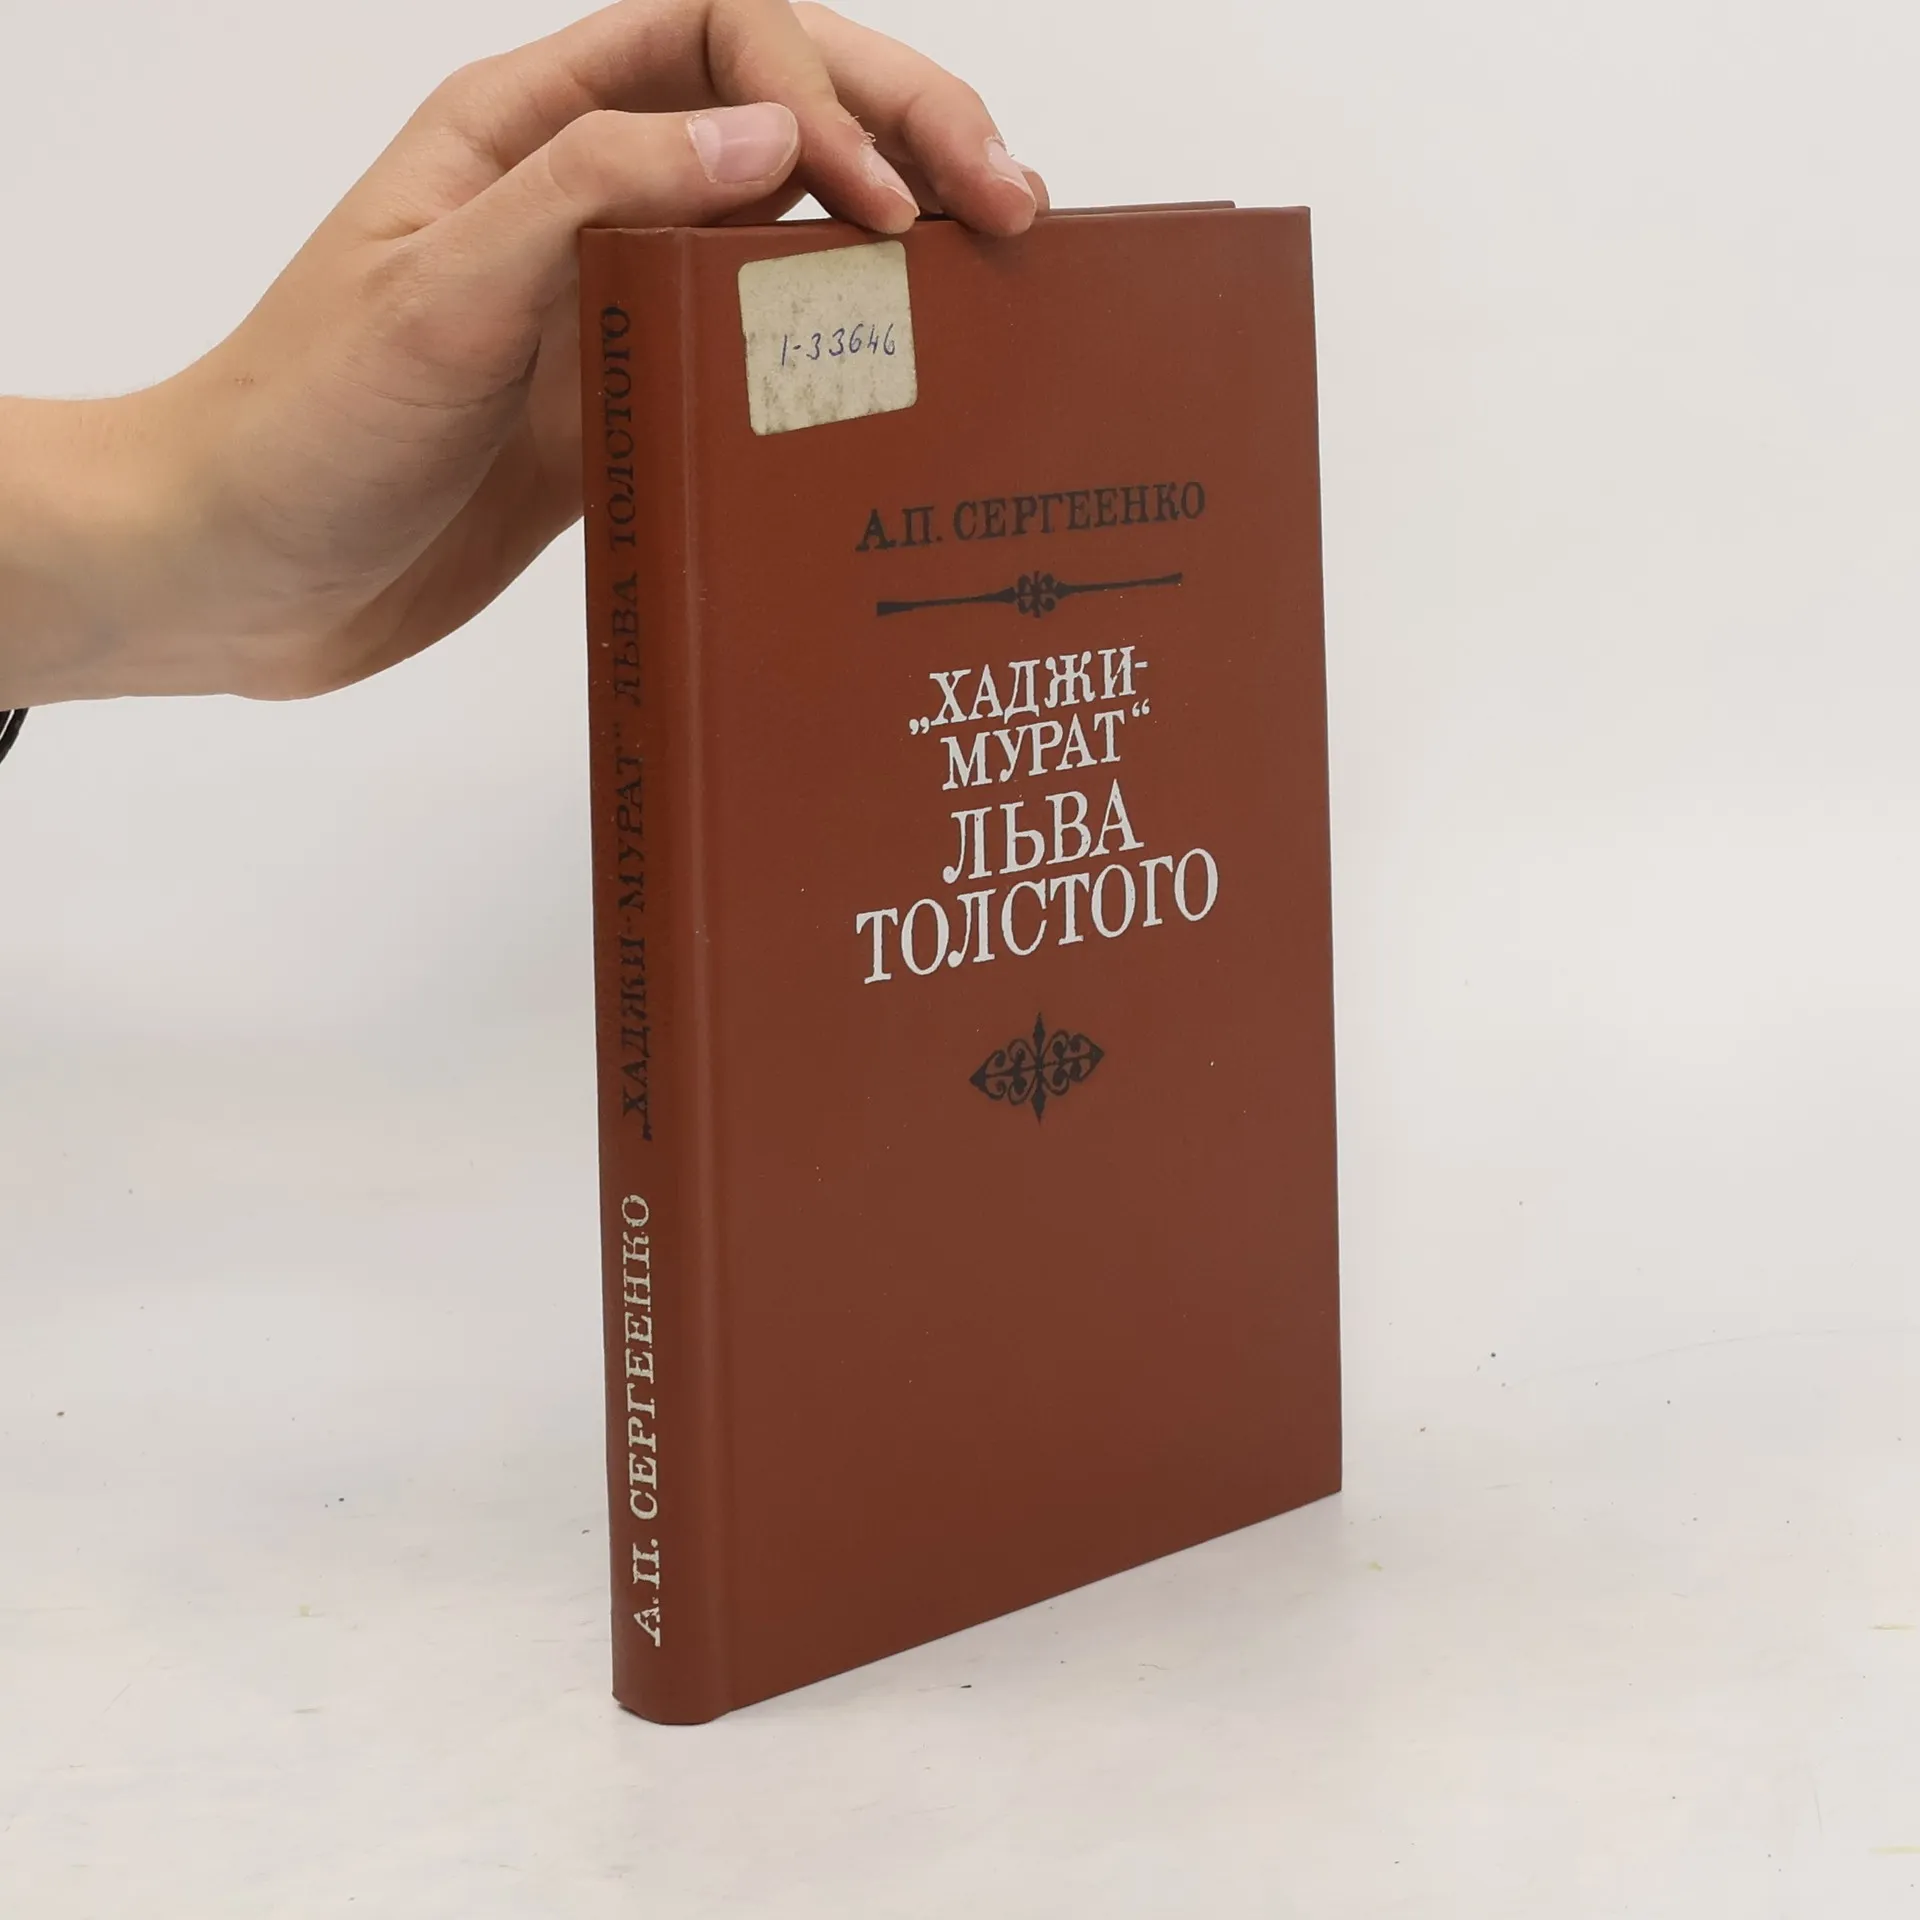 1-33646
А.П. СЕРГЕЕНКО
„ХАДЖИ-
МУРАТ“
ЛЬВА
ТОЛСТОГО
А. П. СЕРГЕЕНКО „ХАДЖИ-МУРАТ“ ЛЬВА ТОЛСТОГО